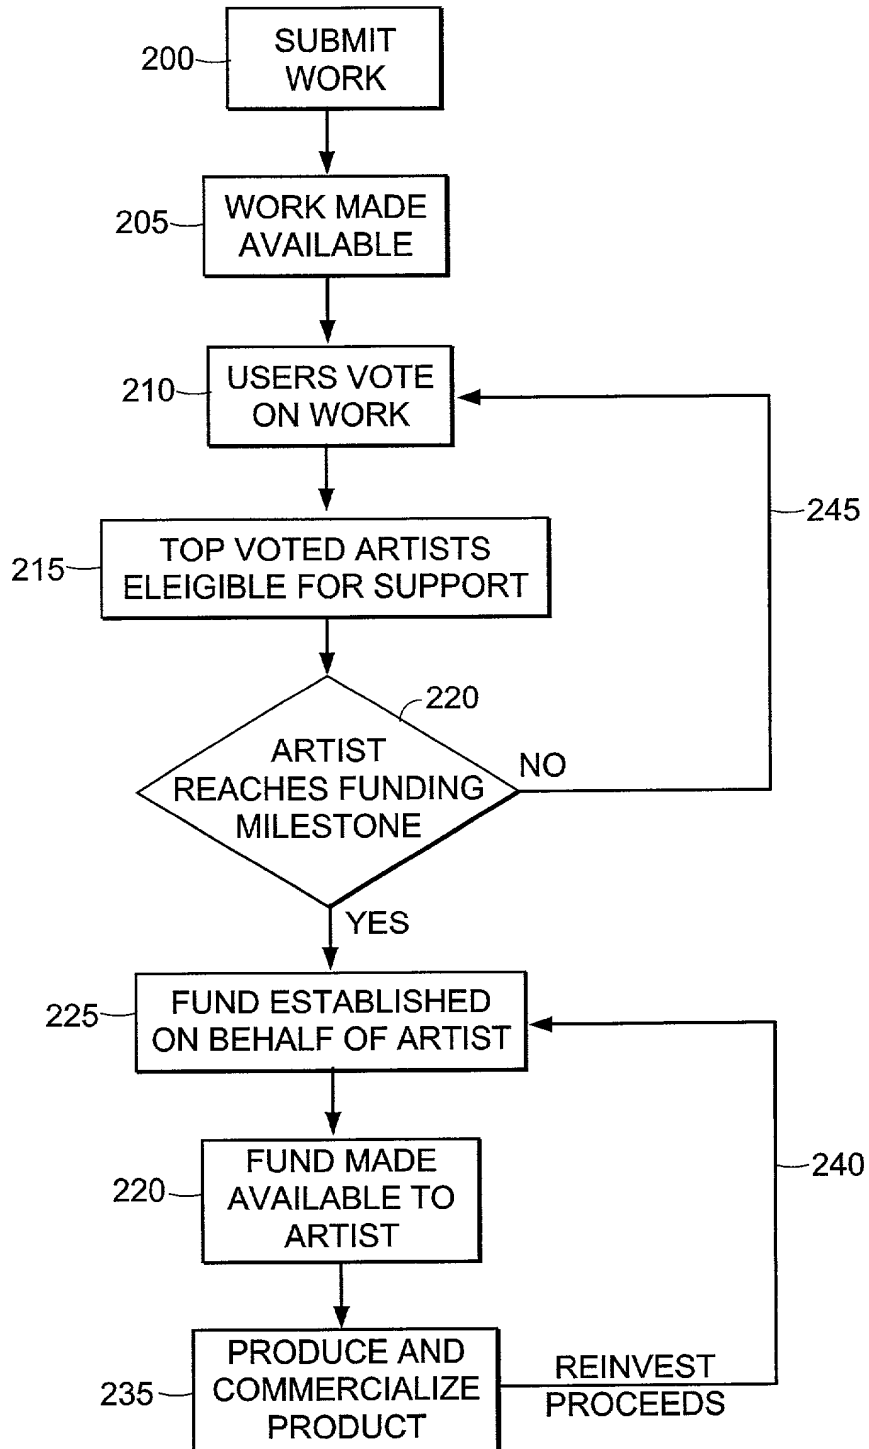 200
SUBMIT
WORK
205
WORK MADE
AVAILABLE
210
USERS VOTE
ON WORK
245
215
TOP VOTED ARTISTS
ELEIGIBLE FOR SUPPORT
220
ARTIST
REACHES FUNDING
MILESTONE
NO
YES
225
FUND ESTABLISHED
ON BEHALF OF ARTIST
240
220
FUND MADE
AVAILABLE TO
ARTIST
235
PRODUCE AND
COMMERCIALIZE
PRODUCT
REINVEST
PROCEEDS